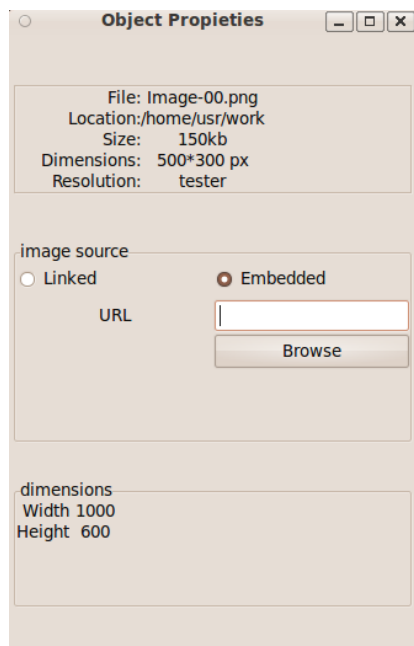 Object Propieties
File: Image-00.png
Location:/home/usr/work
Size: 150kb
Dimensions: 500*300 px
Resolution: tester
image source
Linked Embedded
URL
Browse
dimensions
Width 1000
Height 600